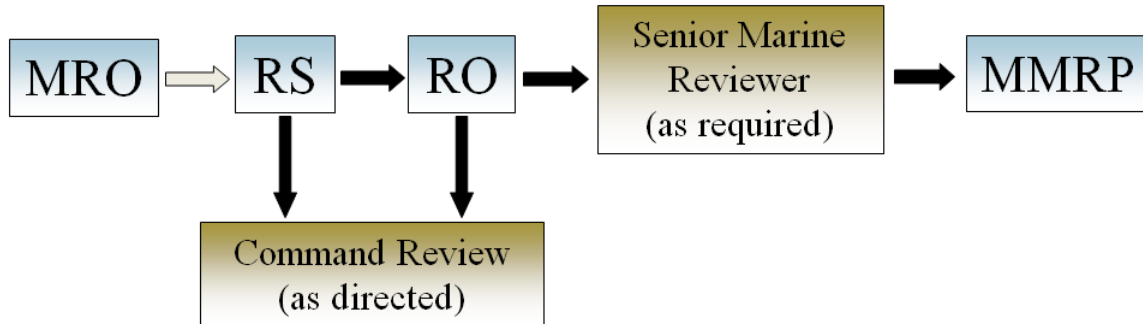 MRO
RS
RO
Senior Marine
Reviewer
(as required)
MMRP
Command Review
(as directed)